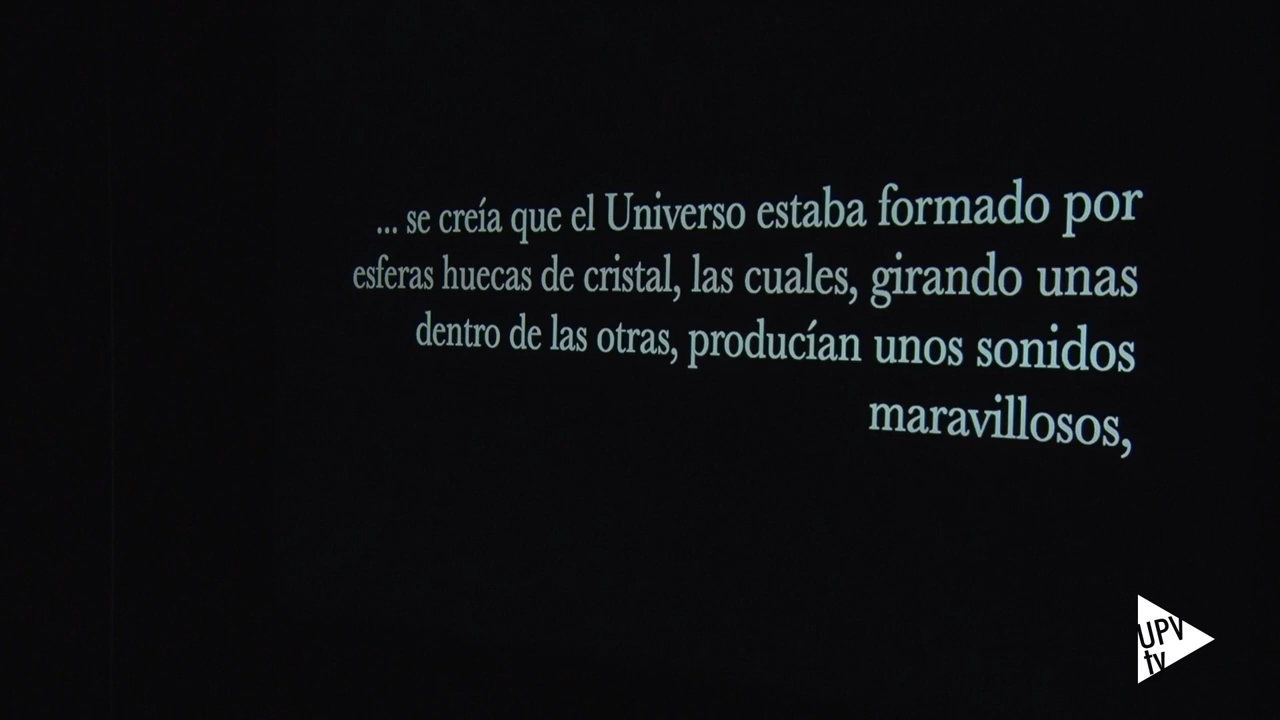 ... se creía que el Universo estaba formado por
esferas huecas de cristal, las cuales, girando unas
dentro de las otras, producían unos sonidos
maravillosos,
UPV
tv